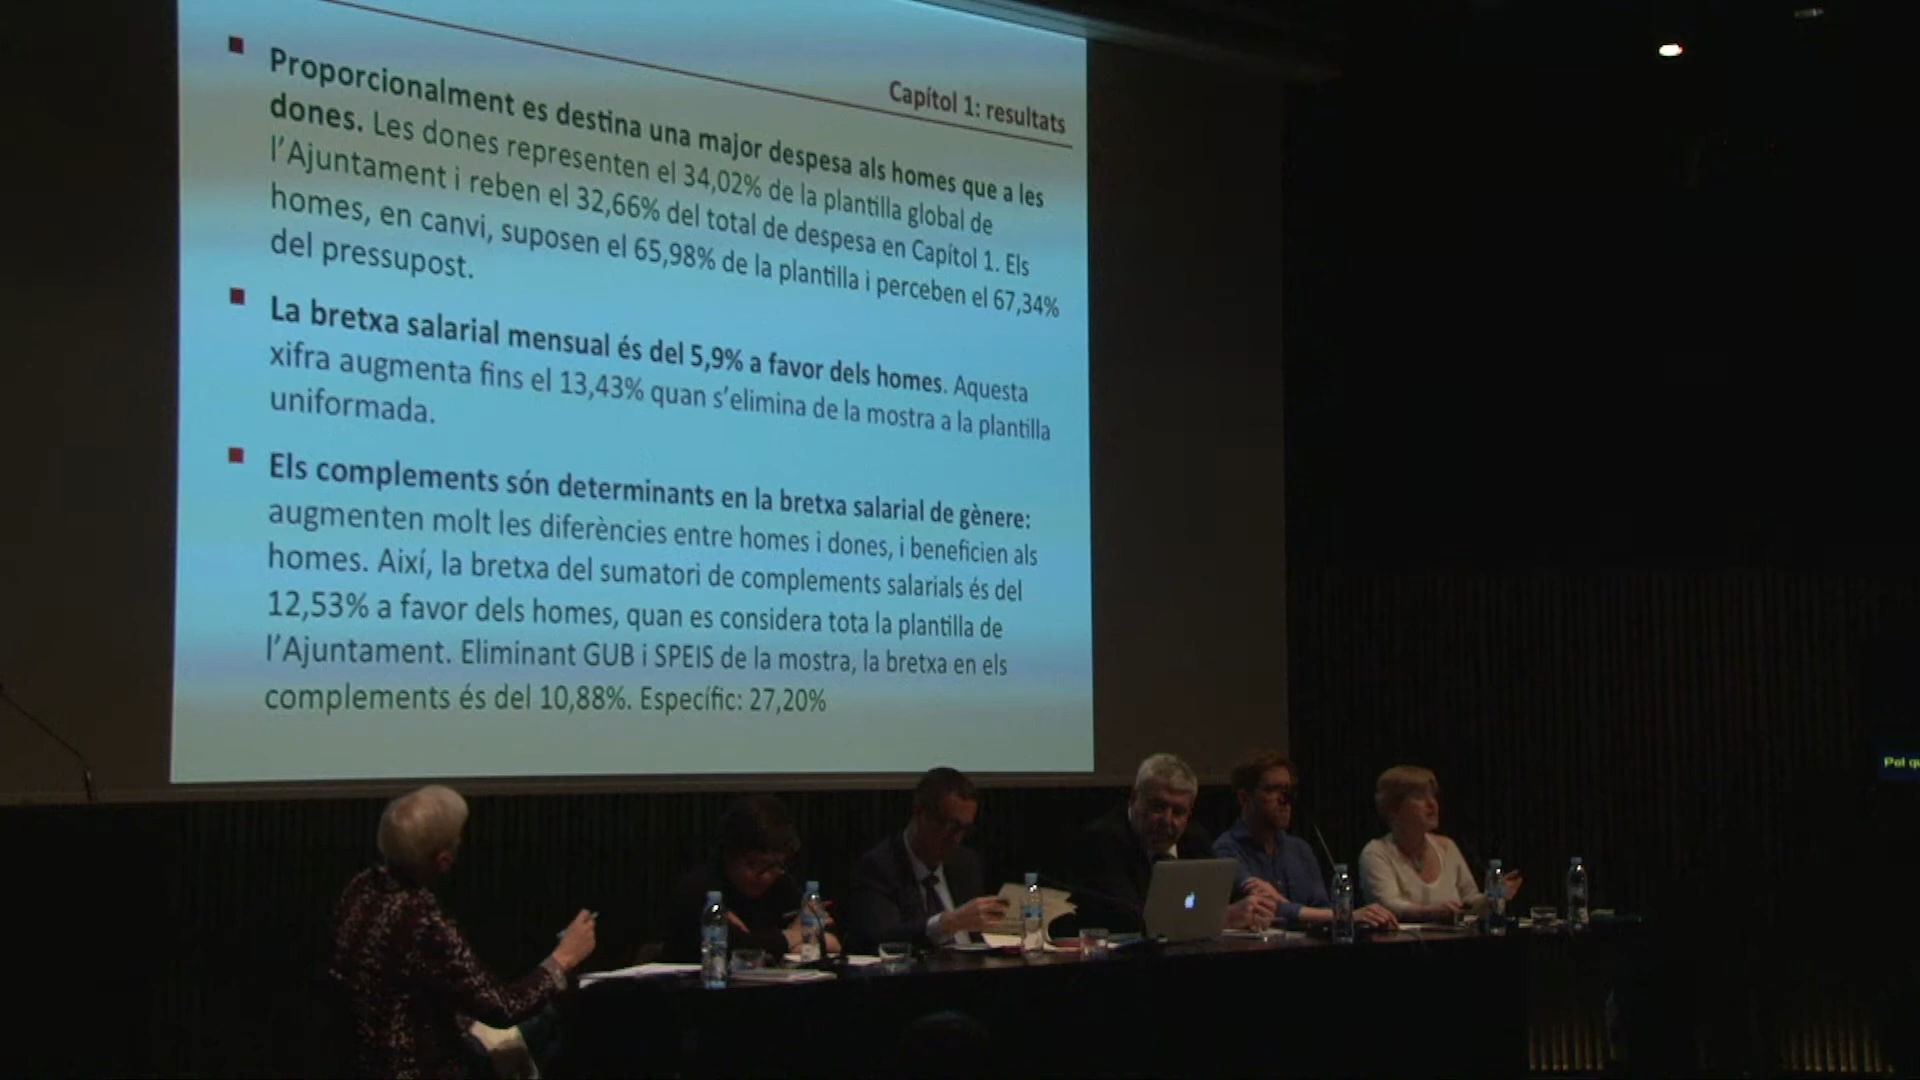 Capítol 1: resultats
Proporcionalment es destina una major despesa als homes que a les
dones. Les dones representen el 34,02% de la plantilla global de
l'Ajuntament i reben el 32,66% del total de despesa en Capítol 1. Els
homes, en canvi, suposen el 65,98% de la plantilla i perceben el 67,34%
del pressupost.
La bretxa salarial mensual és del 5,9% a favor dels homes. Aquesta
xifra augmenta fins el 13,43% quan s'elimina de la mostra a la plantilla
uniformada.
Els complements són determinants en la bretxa salarial de gènere:
augmenten molt les diferències entre homes i dones, i beneficien als
homes. Així, la bretxa del sumatori de complements salarials és del
12,53% a favor dels homes, quan es considera tota la plantilla de
l'Ajuntament. Eliminant GUB i SPEIS de la mostra, la bretxa en els
complements és del 10,88%. Específic: 27,20%